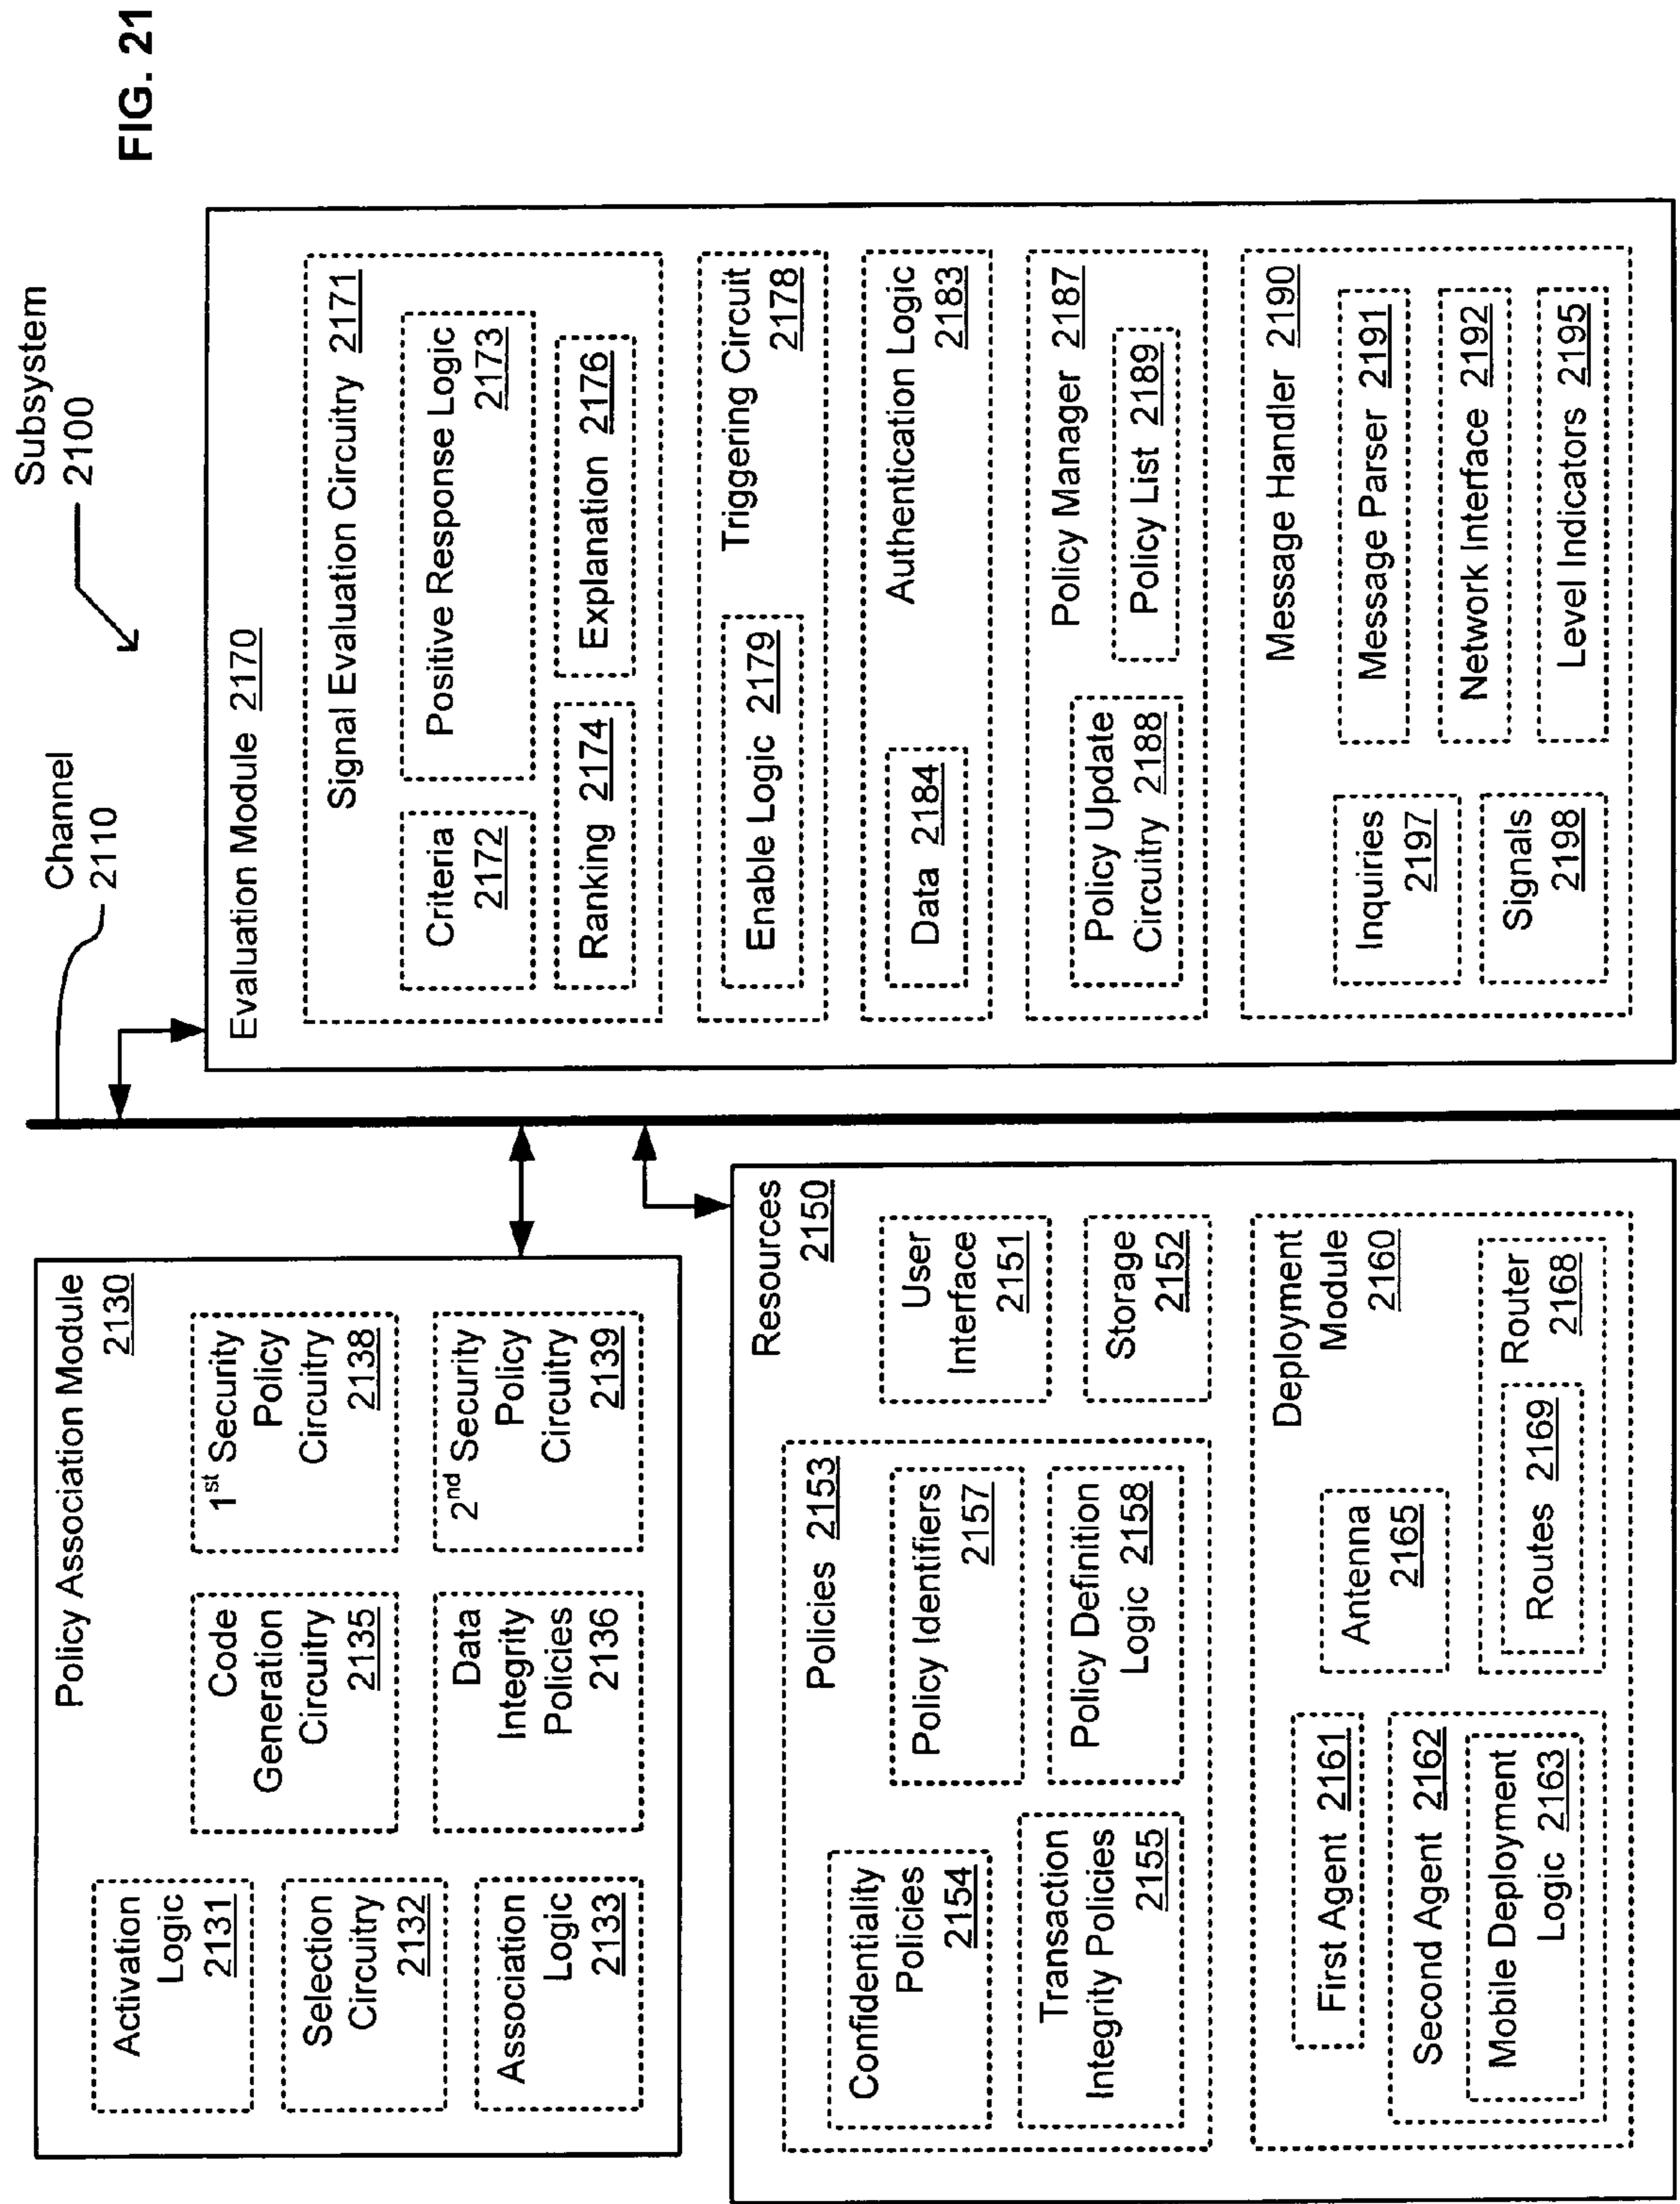 FIG. 21
Subsystem
2100
Channel
2110
Policy Association Module
2130
Activation
Logic
2131
Selection
Circuitry
2132
Association
Logic
2133
Code
Generation
Circuitry
2135
Data
Integrity
Policies
2136
1st Security
Policy
Circuitry
2138
2nd Security
Policy
Circuitry
2139
Resources
2150
User
Interface
2151
Storage
2152
Policies 2153
Confidentiality
Policies
2154
Transaction
Integrity Policies
2155
Policy Identifiers
2157
Policy Definition
Logic 2158
Deployment
Module
2160
First Agent 2161
Second Agent 2162
Mobile Deployment
Logic 2163
Antenna
2165
Router
2168
Routes 2169
Evaluation Module 2170
Signal Evaluation Circuitry 2171
Criteria
2172
Positive Response Logic
2173
Ranking 2174
Explanation 2176
Triggering Circuit
2178
Enable Logic 2179
Authentication Logic
2183
Data 2184
Policy Manager 2187
Policy Update
Circuitry 2188
Policy List 2189
Message Handler 2190
Message Parser 2191
Network Interface 2192
Level Indicators 2195
Inquiries
2197
Signals
2198